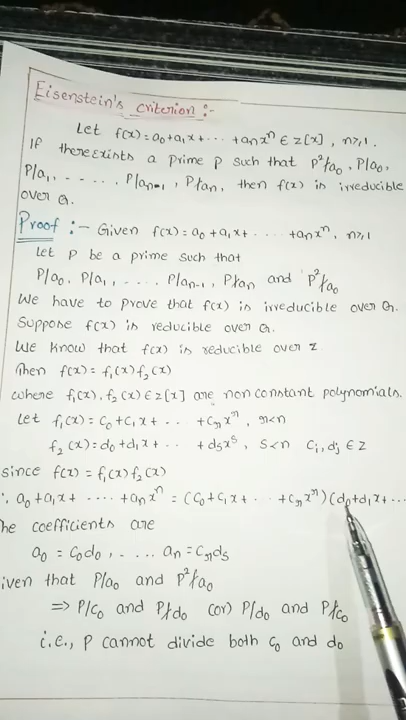 Eisenstein's criterion :-
Let f(x) = a₀+a₁x+ ··· +aₙxⁿ ∈ z[x], n≥1.
If there exists a prime p such that p²∤a₀, P/a₀,
P/a₁, ..... , P/aₙ₋₁, P∤aₙ, then f(x) is irreducible
over Q.
Proof :- Given f(x) = a₀+a₁x+ ···· +aₙxⁿ, n≥1
Let P be a prime such that
P/a₀, P/a₁, .... P/aₙ₋₁, P∤aₙ and p²∤a₀
We have to prove that f(x) is irreducible over Q.
Suppose f(x) is reducible over Q.
We know that f(x) is reducible over z
Then f(x) = f₁(x) f₂(x)
where f₁(x), f₂(x) ∈ z[x] are non constant polynomials.
Let f₁(x) = c₀+c₁x+ ··· +cᵣxʳ, r<n
f₂(x) = d₀+d₁x+ ·· +dₛxˢ, s<n cᵢ, dⱼ ∈ z
since f(x) = f₁(x) f₂(x)
∴ a₀+a₁x+ ····· +aₙxⁿ = (c₀+c₁x+ ·· +cᵣxʳ) (d₀+d₁x+ ···
he coefficients are
a₀ = c₀d₀, .... aₙ = cᵣdₛ
iven that P/a₀ and p²∤a₀
=> P/c₀ and P∤d₀ (or) P/d₀ and P∤c₀
i.e., P cannot divide both c₀ and d₀